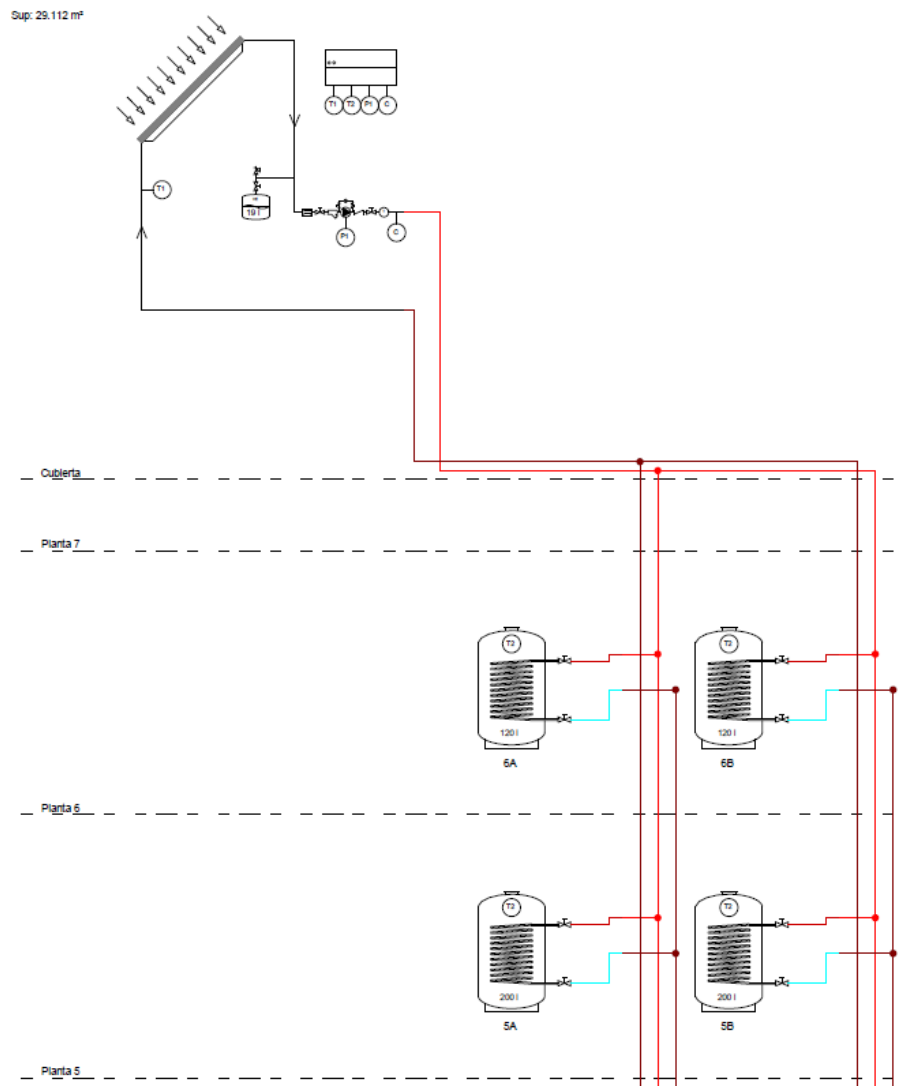 Sup: 29.112 m²
T1 T2 P1 C
T1
19 l
P1
C
Cubierta
Planta 7
T2 T2
120 l 120 l
6A 6B
Planta 6
T2 T2
200 l 200 l
5A 5B
Planta 5